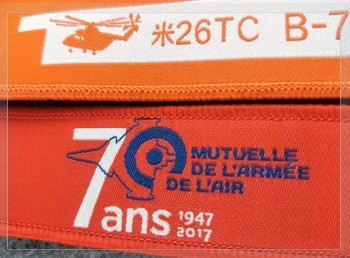 米26TC B-7
70
ans 1947
2017
MUTUELLE
DE L'ARMÉE
DE L'AIR